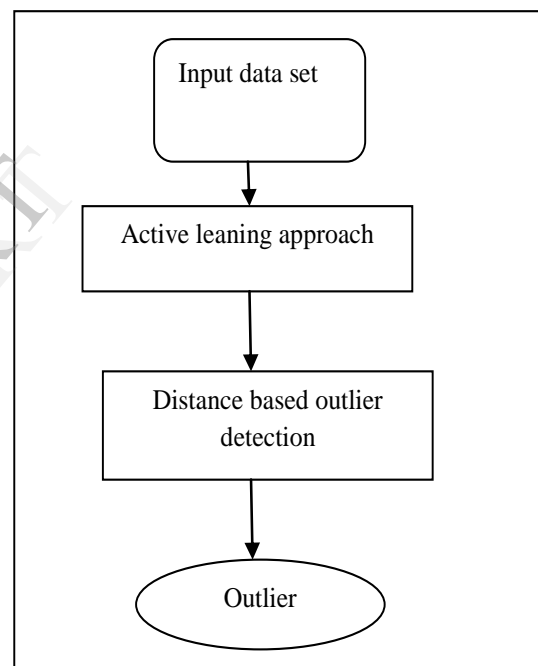 Input data set
Active leaning approach
Distance based outlier
detection
Outlier